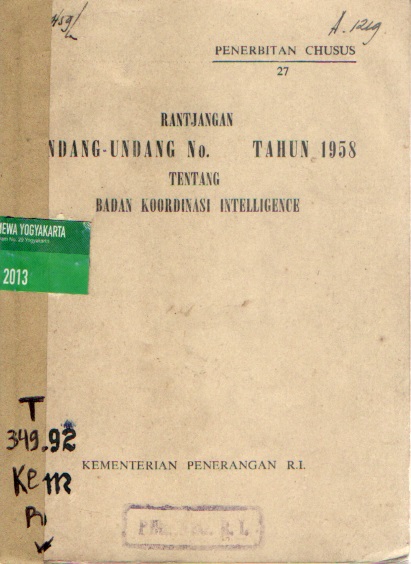 A. 1219
PENERBITAN CHUSUS
27
RANTJANGAN
NDANG-UNDANG No. TAHUN 1958
TENTANG
BADAN KOORDINASI INTELLIGENCE
EWA YOGYAKARTA
2013
T
349.92
Ke m
R
KEMENTERIAN PENERANGAN R.I.